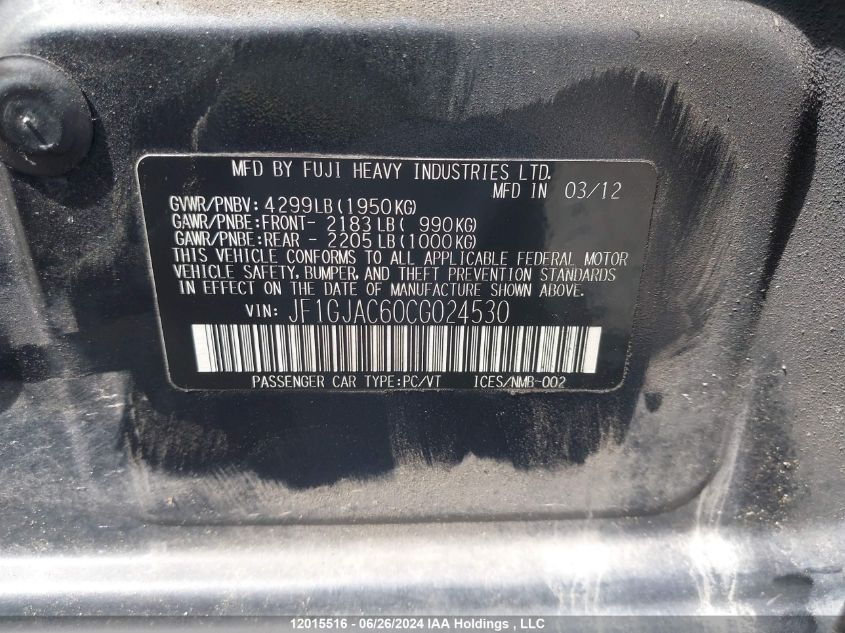 MFD BY FUJI HEAVY INDUSTRIES LTD.
MFD IN 03/12
GVWR/PNBV: 4299LB(1950KG)
GAWR/PNBE:FRONT- 2183LB( 990KG)
GAWR/PNBE:REAR - 2205LB(1000KG)
THIS VEHICLE CONFORMS TO ALL APPLICABLE FEDERAL MOTOR
VEHICLE SAFETY, BUMPER, AND THEFT PREVENTION STANDARDS
IN EFFECT ON THE DATE OF MANUFACTURE SHOWN ABOVE.
VIN: JF1GJAC60CG024530
PASSENGER CAR TYPE:PC/VT ICES/NMB-002
12015516 - 06/26/2024 IAA Holdings , LLC